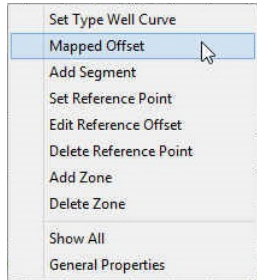 Set Type Well Curve
Mapped Offset
Add Segment
Set Reference Point
Edit Reference Offset
Delete Reference Point
Add Zone
Delete Zone
Show All
General Properties